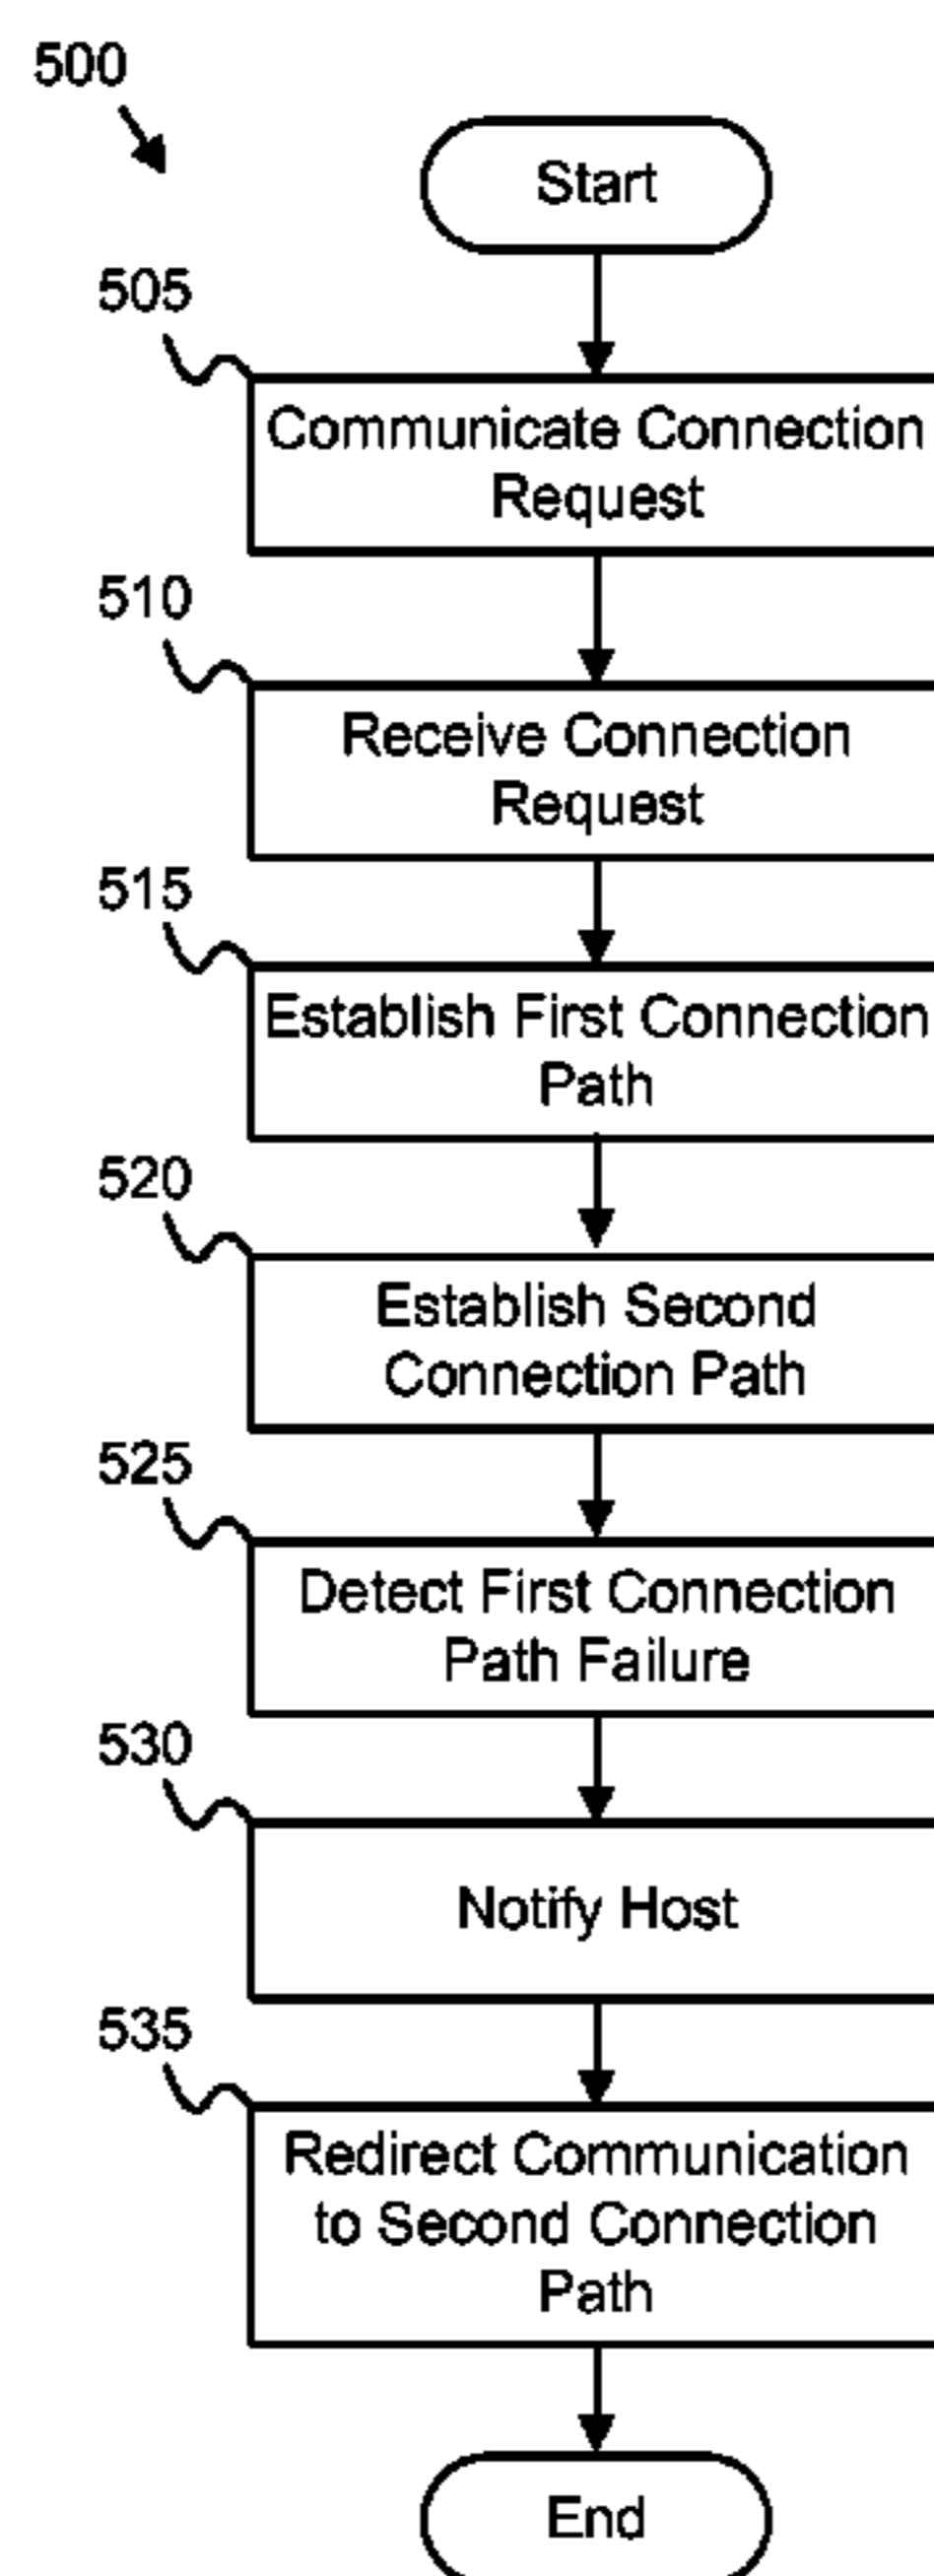 500
Start
505
Communicate Connection
Request
510
Receive Connection
Request
515
Establish First Connection
Path
520
Establish Second
Connection Path
525
Detect First Connection
Path Failure
530
Notify Host
535
Redirect Communication
to Second Connection
Path
End